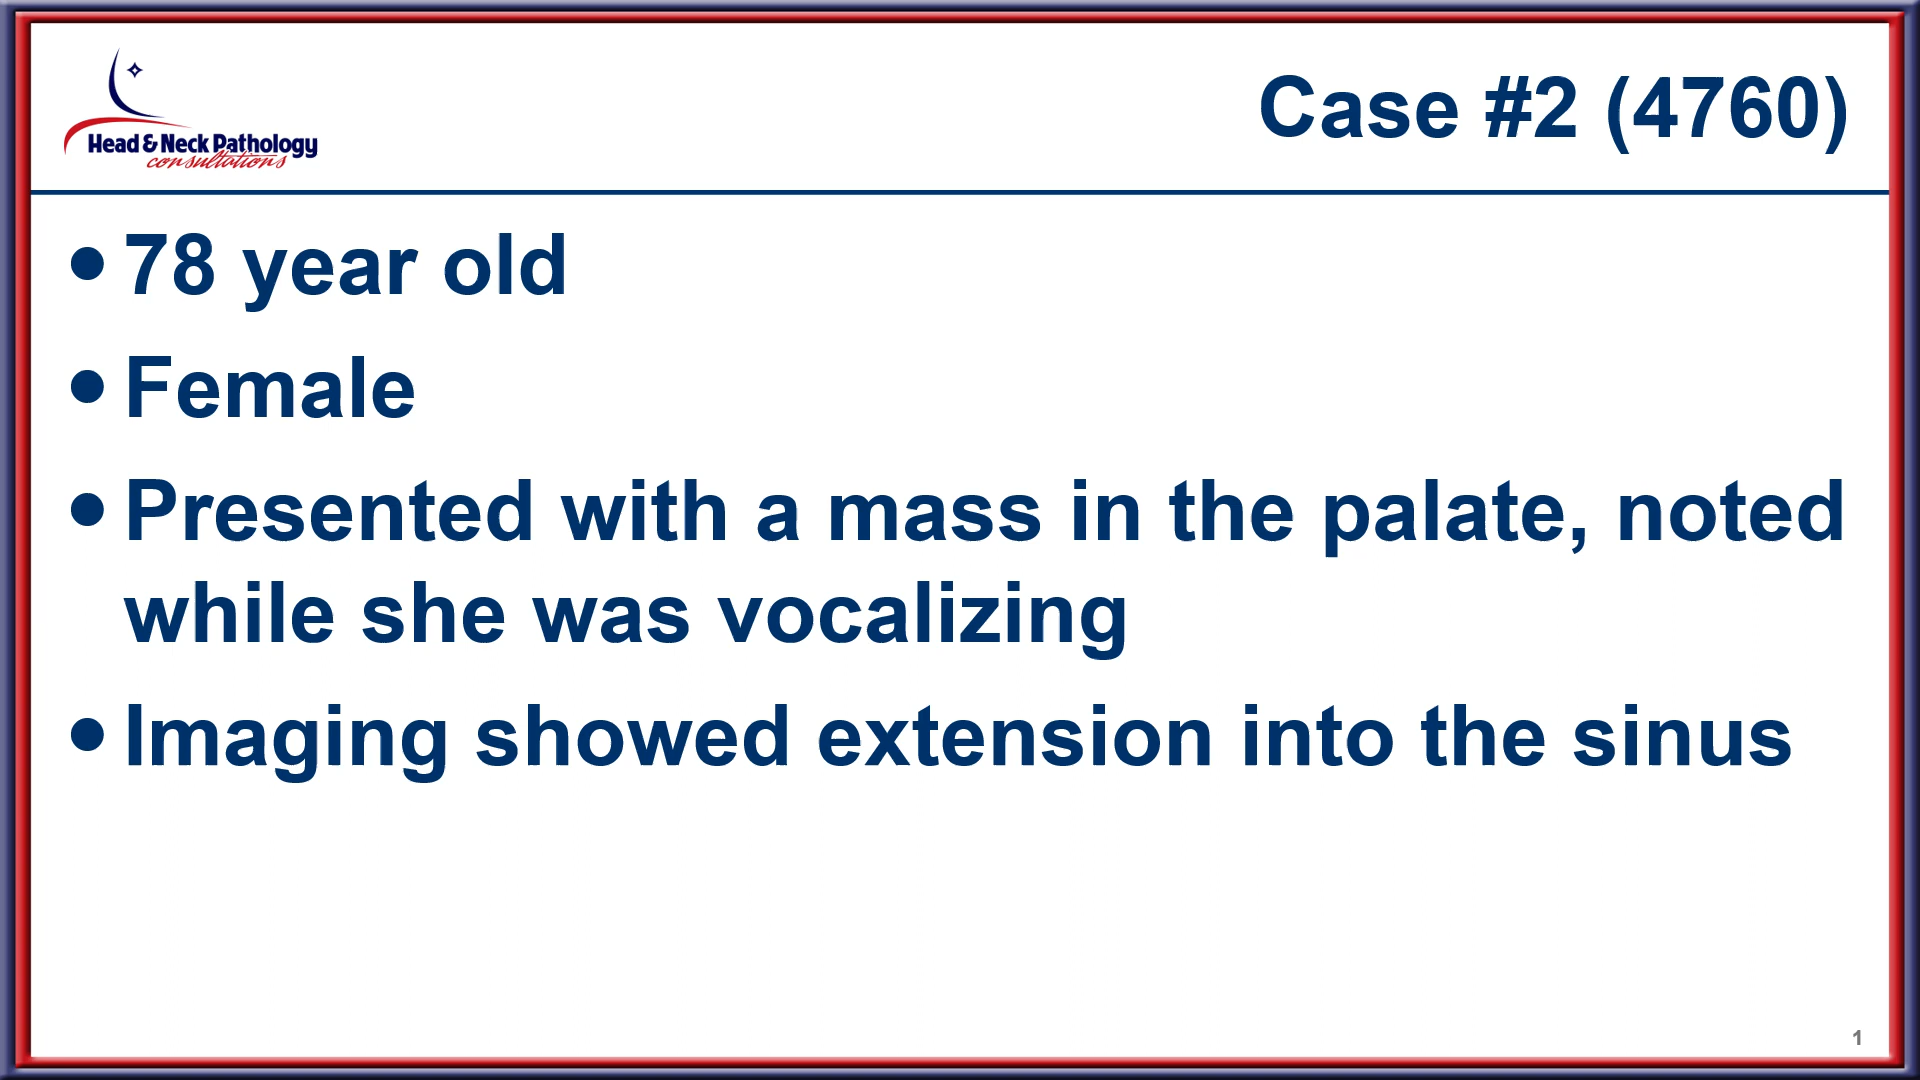 Head & Neck Pathology
consultations
Case #2 (4760)
• 78 year old
• Female
• Presented with a mass in the palate, noted
while she was vocalizing
• Imaging showed extension into the sinus
1